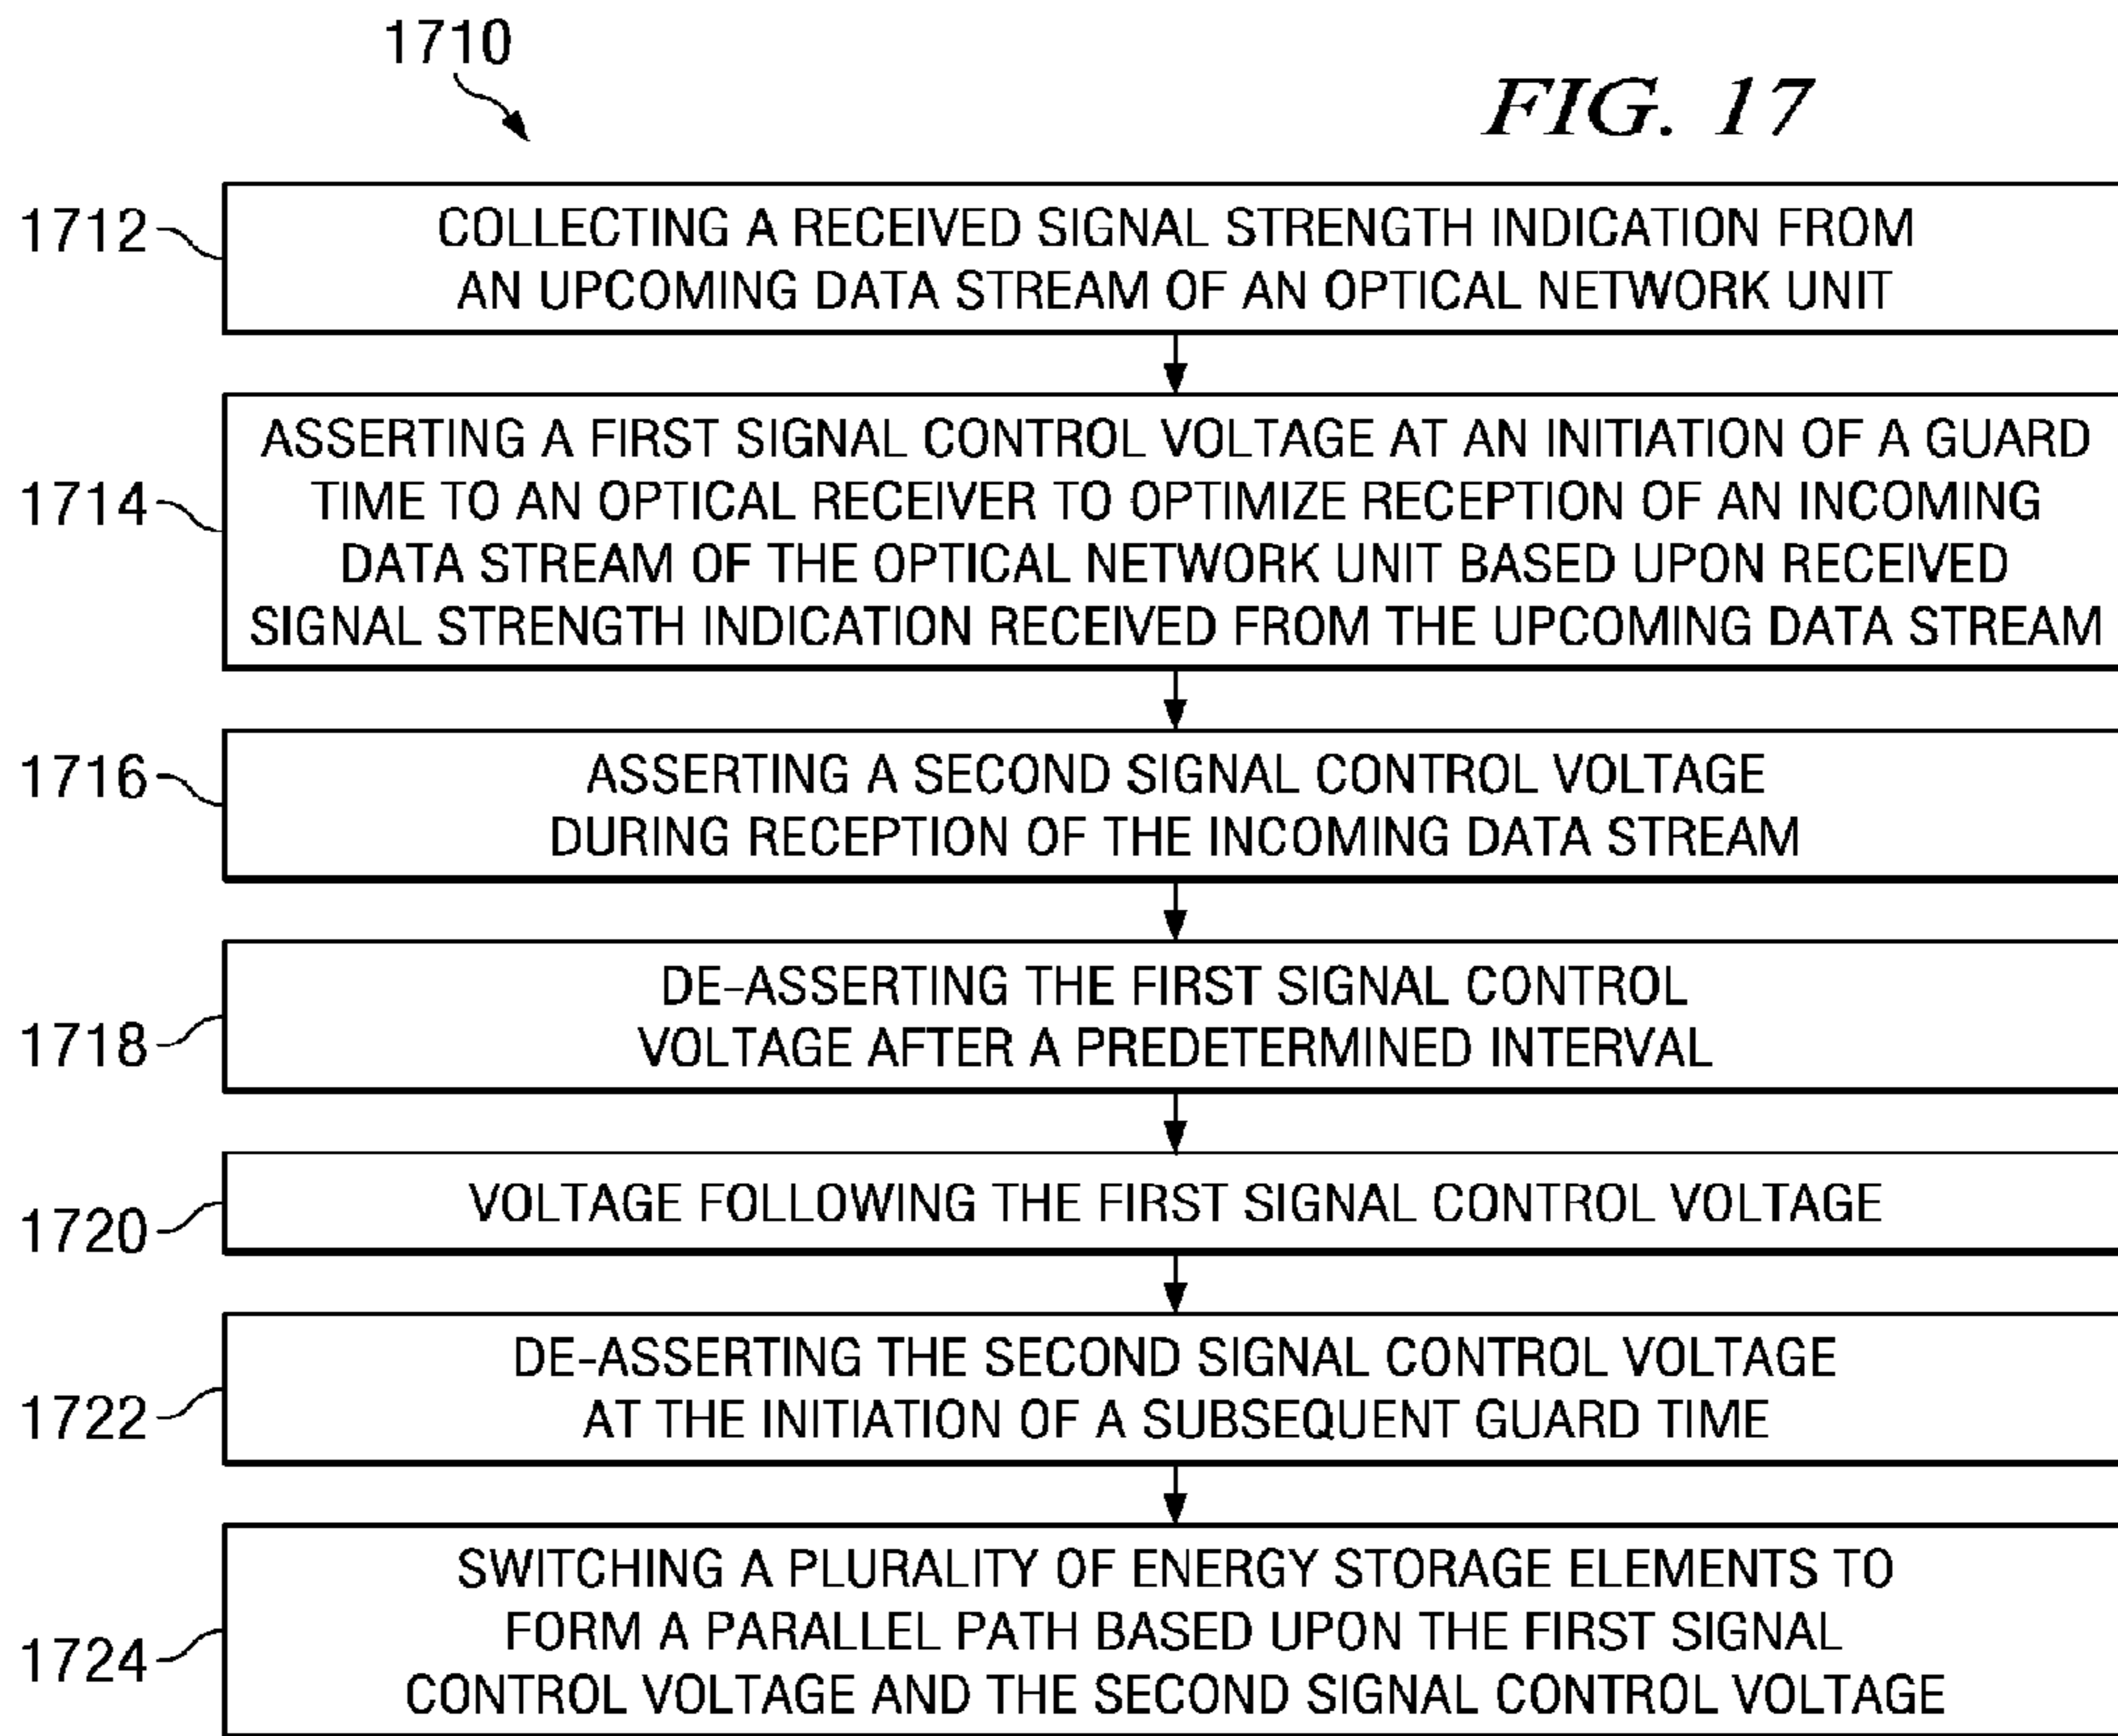 1710
FIG. 17
1712
COLLECTING A RECEIVED SIGNAL STRENGTH INDICATION FROM
AN UPCOMING DATA STREAM OF AN OPTICAL NETWORK UNIT
1714
ASSERTING A FIRST SIGNAL CONTROL VOLTAGE AT AN INITIATION OF A GUARD
TIME TO AN OPTICAL RECEIVER TO OPTIMIZE RECEPTION OF AN INCOMING
DATA STREAM OF THE OPTICAL NETWORK UNIT BASED UPON RECEIVED
SIGNAL STRENGTH INDICATION RECEIVED FROM THE UPCOMING DATA STREAM
1716
ASSERTING A SECOND SIGNAL CONTROL VOLTAGE
DURING RECEPTION OF THE INCOMING DATA STREAM
1718
DE-ASSERTING THE FIRST SIGNAL CONTROL
VOLTAGE AFTER A PREDETERMINED INTERVAL
1720
VOLTAGE FOLLOWING THE FIRST SIGNAL CONTROL VOLTAGE
1722
DE-ASSERTING THE SECOND SIGNAL CONTROL VOLTAGE
AT THE INITIATION OF A SUBSEQUENT GUARD TIME
1724
SWITCHING A PLURALITY OF ENERGY STORAGE ELEMENTS TO
FORM A PARALLEL PATH BASED UPON THE FIRST SIGNAL
CONTROL VOLTAGE AND THE SECOND SIGNAL CONTROL VOLTAGE